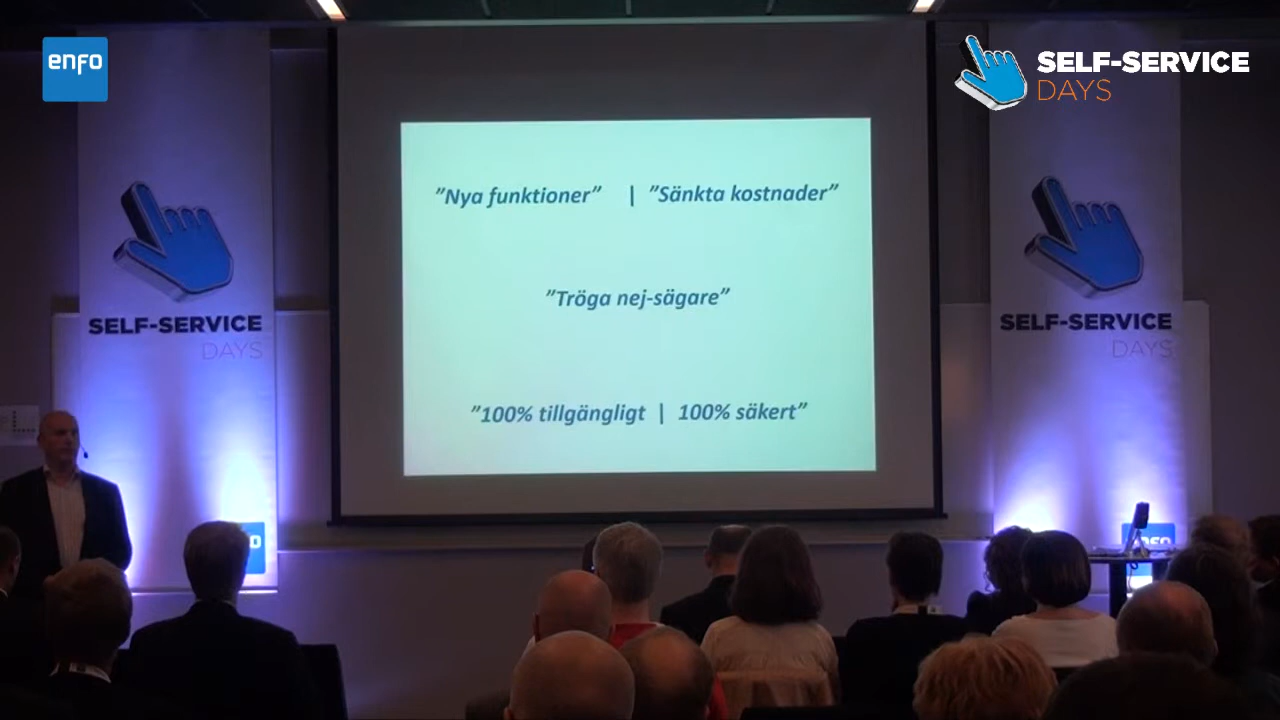 enfo
SELF-SERVICE
DAYS
”Nya funktioner” | ”Sänkta kostnader”
”Tröga nej-sägare”
”100% tillgängligt | 100% säkert”
SELF-SERVICE
DAYS
SELF-SERVICE
DAYS